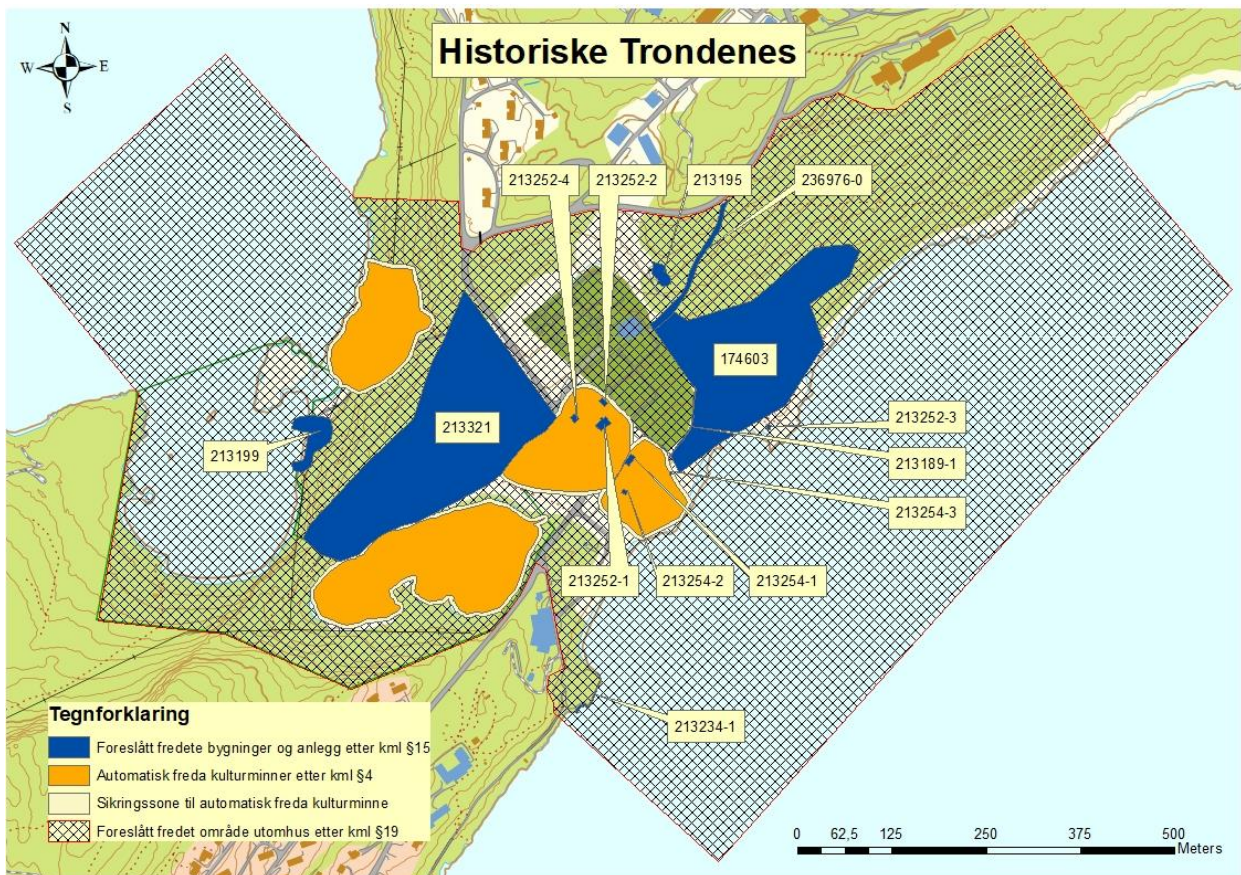 Historiske Trondenes
N
W E
S
213252-4
213252-2
213195
236976-0
174603
213321
213199
213252-3
213189-1
213254-3
213252-1
213254-2
213254-1
213234-1
Tegnforklaring
Foreslått fredete bygninger og anlegg etter kml §15
Automatisk freda kulturminner etter kml §4
Sikringssone til automatisk freda kulturminne
Foreslått fredet område utomhus etter kml §19
0 62,5 125 250 375 500
Meters